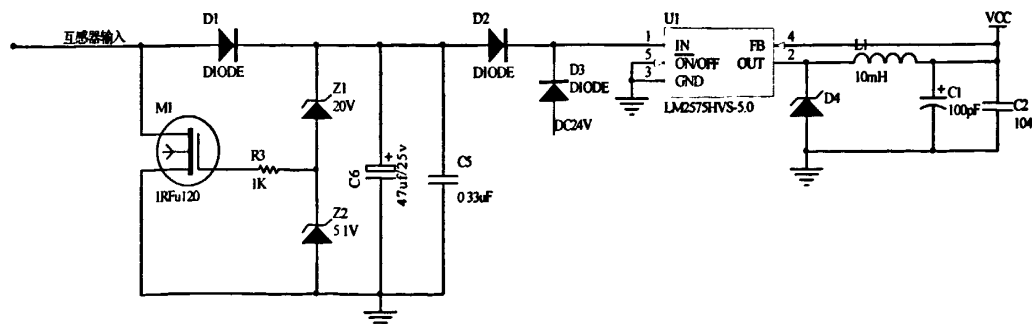 互感器输入
D1
DIODE
D2
DIODE
D3
DIODE
DC24V
U1
1
IN
FB
4
5
ON/OFF
OUT
2
3
GND
LM2575HVS-5.0
VCC
L1
10mH
D4
C1
100pF
C2
104
M1
IRFu120
R3
1K
Z1
20V
Z2
5 1V
C6
47uf/25v
C5
0 33uF